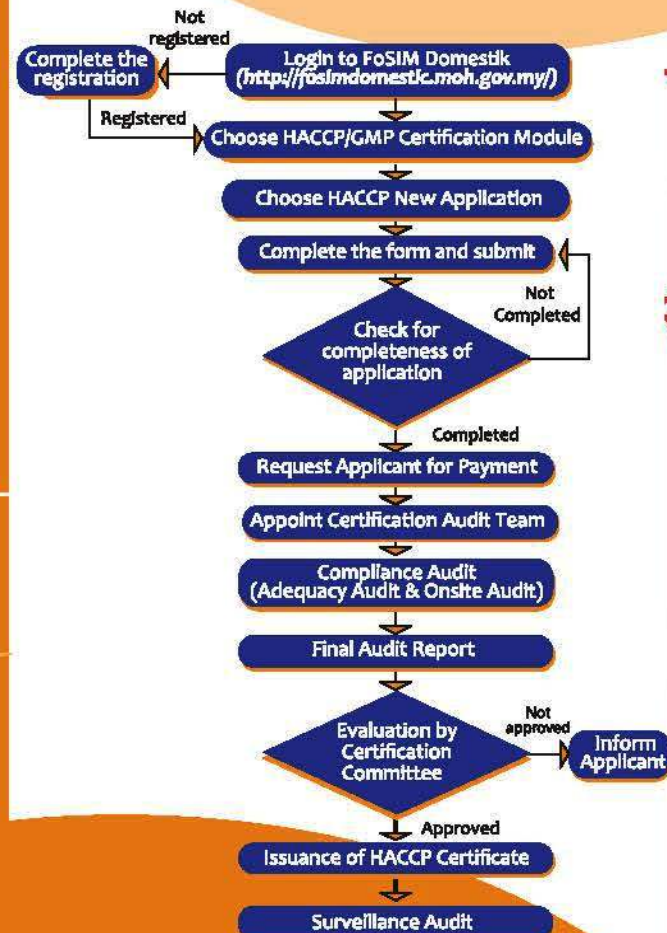 Not
registered
Complete the
registration
Login to FoSIM Domestik
(http://fosimdomestic.moh.gov.my/)
Registered
Choose HACCP/GMP Certification Module
Choose HACCP New Application
Complete the form and submit
Not
Completed
Check for
completeness of
application
Completed
Request Applicant for Payment
Appoint Certification Audit Team
Compliance Audit
(Adequacy Audit & Onsite Audit)
Final Audit Report
Evaluation by
Certification
Committee
Not
approved
Inform
Applicant
Approved
Issuance of HACCP Certificate
Surveillance Audit